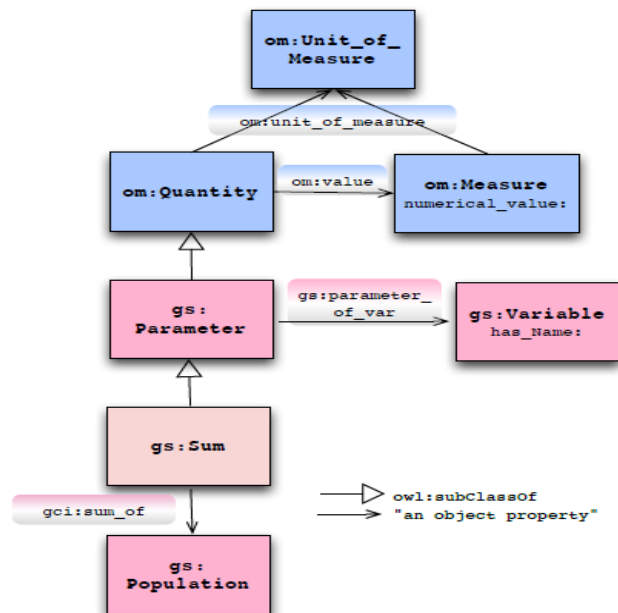 om:Unit_of_
Measure
om:unit_of_measure
om:Quantity
om:value
om:Measure
numerical_value:
gs:
Parameter
gs:parameter_
of_var
gs:Variable
has_Name:
gs:Sum
gci:sum_of
owl:subClassOf
"an object property"
gs:
Population